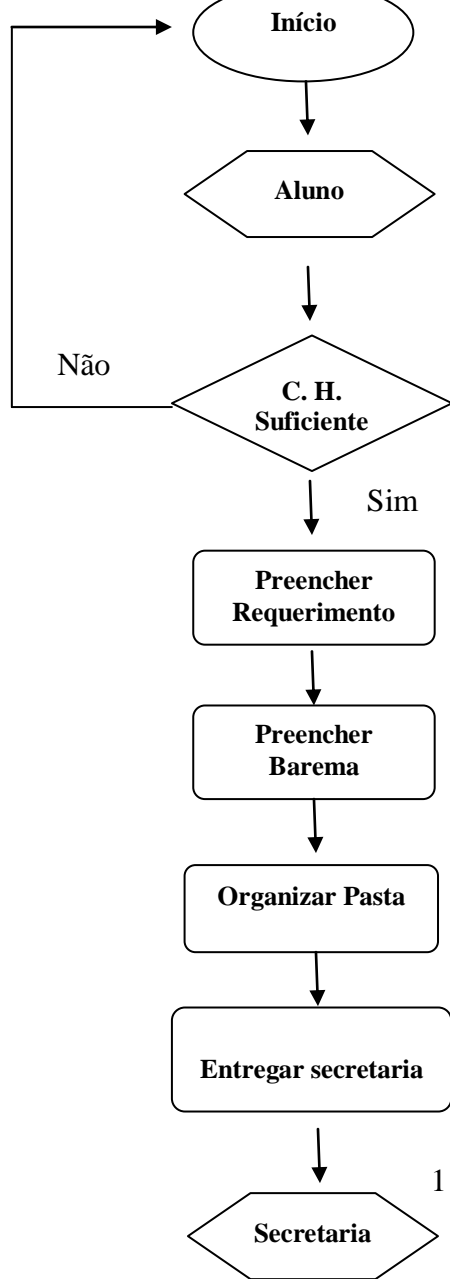 Início
Aluno
Não
C. H.
Suficiente
Sim
Preencher
Requerimento
Preencher
Barema
Organizar Pasta
Entregar secretaria
1
Secretaria